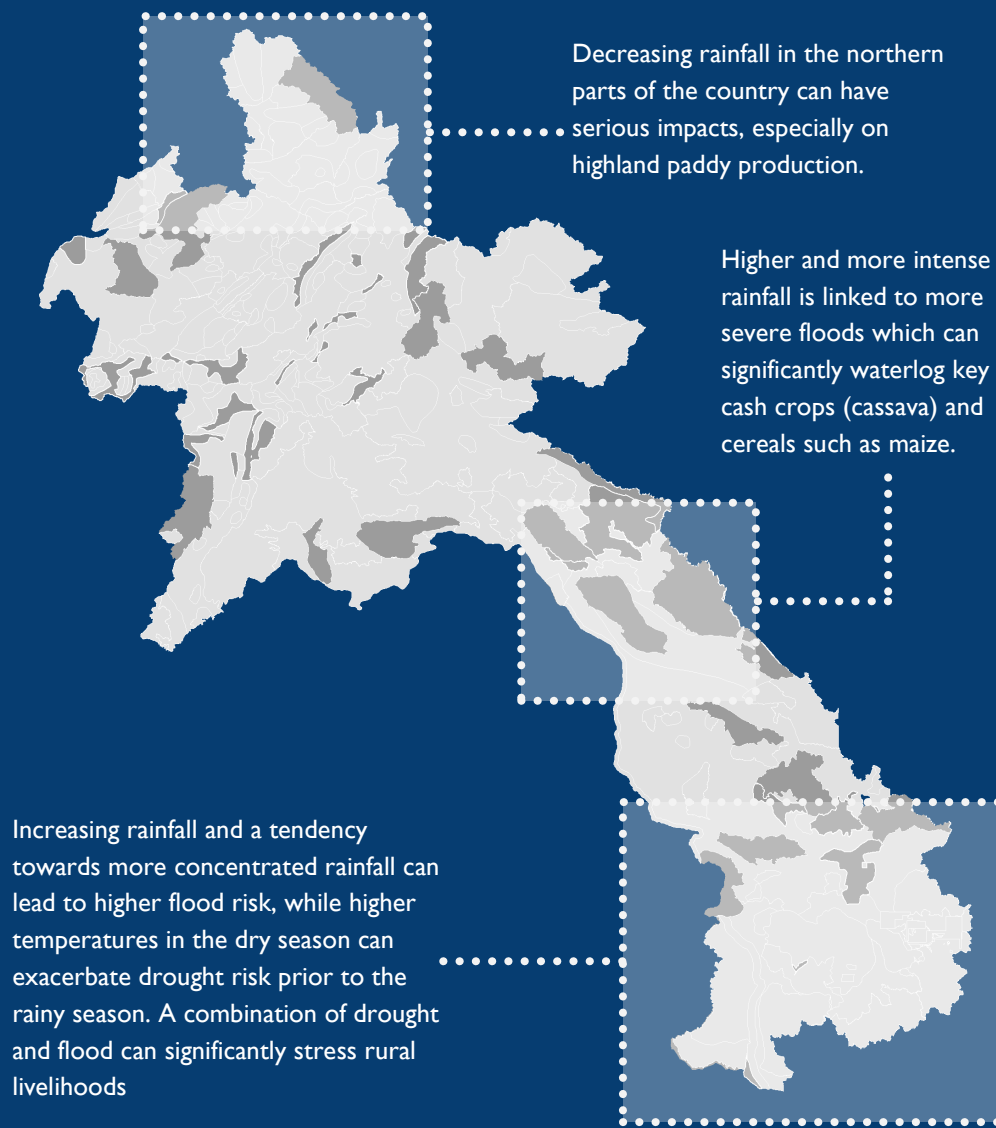 Decreasing rainfall in the northern
parts of the country can have
serious impacts, especially on
highland paddy production.
Higher and more intense
rainfall is linked to more
severe floods which can
significantly waterlog key
cash crops (cassava) and
cereals such as maize.
Increasing rainfall and a tendency
towards more concentrated rainfall can
lead to higher flood risk, while higher
temperatures in the dry season can
exacerbate drought risk prior to the
rainy season. A combination of drought
and flood can significantly stress rural
livelihoods